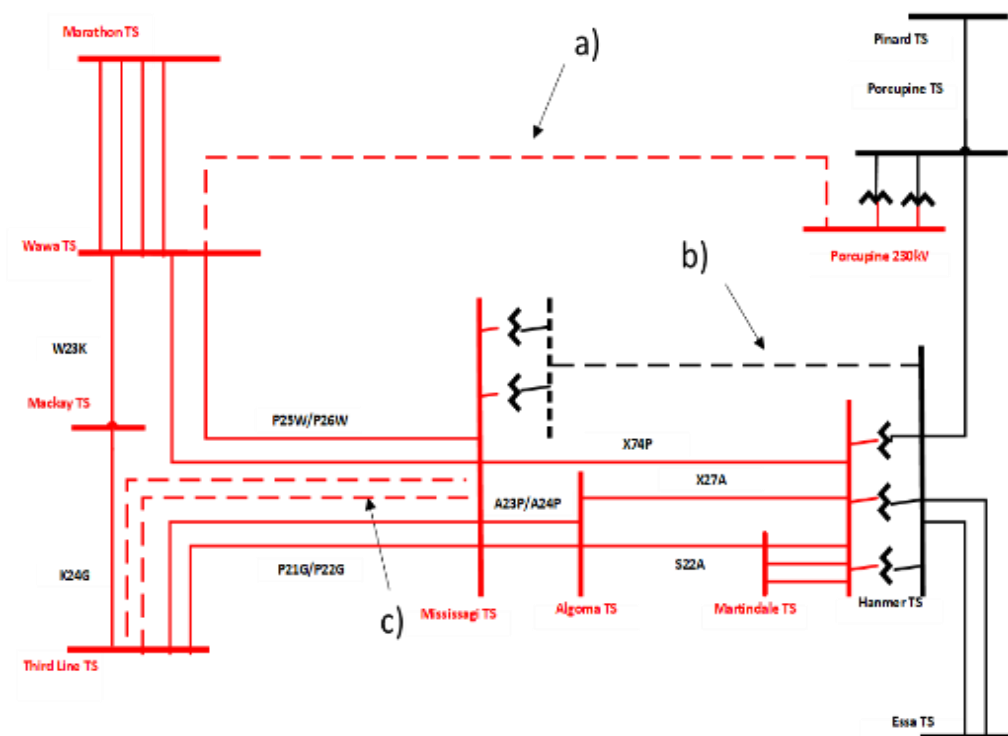 Marathon TS
a)
Pinard TS
Porcupine TS
Wawa TS
Porcupine 230kV
b)
W23K
Mackay TS
P25W/P26W
X74P
X27A
A23P/A24P
K24G
P21G/P22G
S22A
c)
Mississagi TS
Algoma TS
Martindale TS
Hanmer TS
Third Line TS
Essa TS